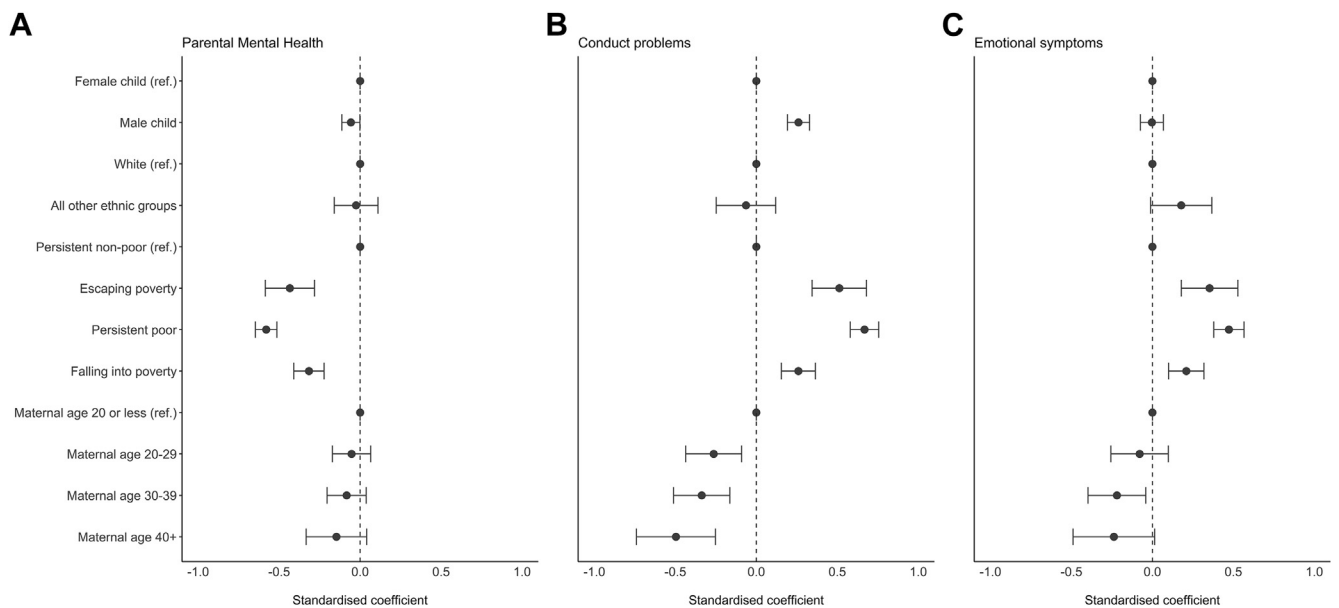 A
B
C
Parental Mental Health
Conduct problems
Emotional symptoms
Female child (ref.)
Male child
White (ref.)
All other ethnic groups
Persistent non-poor (ref.)
Escaping poverty
Persistent poor
Falling into poverty
Maternal age 20 or less (ref.)
Maternal age 20-29
Maternal age 30-39
Maternal age 40+
-1.0 -0.5 0.0 0.5 1.0
-1.0 -0.5 0.0 0.5 1.0
-1.0 -0.5 0.0 0.5 1.0
Standardised coefficient
Standardised coefficient
Standardised coefficient